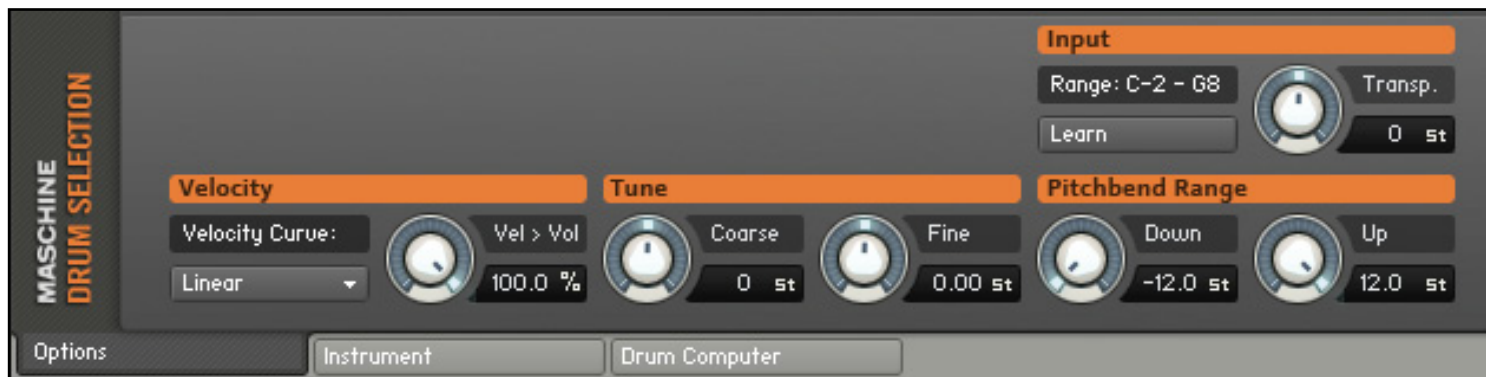 MASCHINE
DRUM SELECTION
Input
Range: C-2 - G8
Transp.
Learn
0 st
Velocity
Tune
Pitchbend Range
Velocity Curve:
Vel > Vol
Coarse
Fine
Down
Up
Linear
100.0 %
0 st
0.00 st
-12.0 st
12.0 st
Options
Instrument
Drum Computer